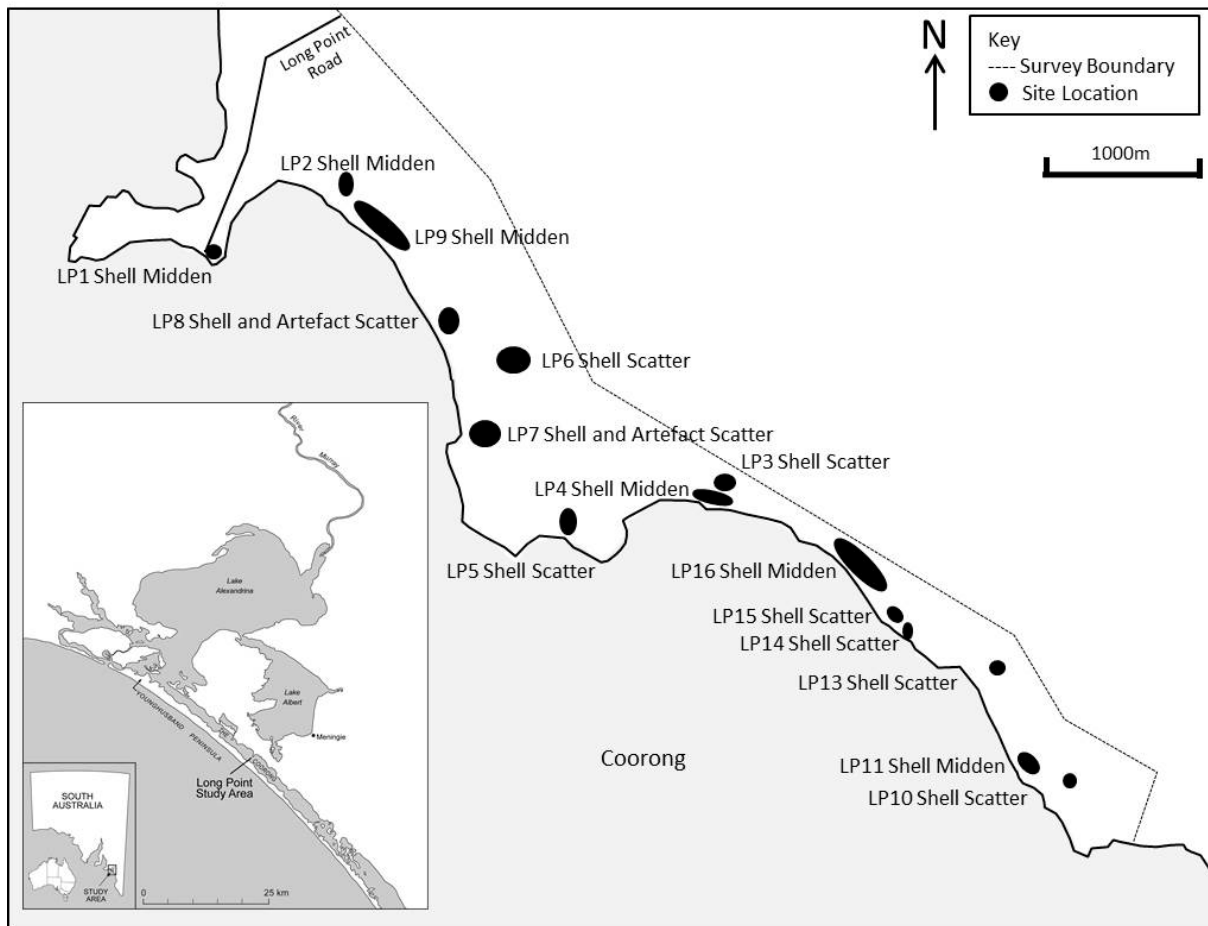 Long Point
Road
N
Key
Survey Boundary
Site Location
1000m
LP2 Shell Midden
LP9 Shell Midden
LP1 Shell Midden
LP8 Shell and Artefact Scatter
LP6 Shell Scatter
LP7 Shell and Artefact Scatter
LP3 Shell Scatter
LP4 Shell Midden
LP5 Shell Scatter
LP16 Shell Midden
LP15 Shell Scatter
LP14 Shell Scatter
LP13 Shell Scatter
Coorong
LP11 Shell Midden
LP10 Shell Scatter
River
Murray
Lake
Alexandrina
Lake
Albert
Meningie
YOUNGHUSBAND PENINSULA
THE
COORONG
Long Point
Study Area
SOUTH
AUSTRALIA
STUDY
AREA
0
25 km